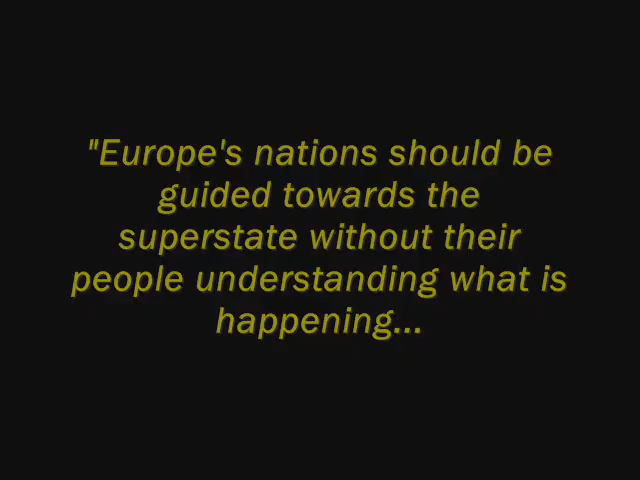 "Europe's nations should be
guided towards the
superstate without their
people understanding what is
happening...